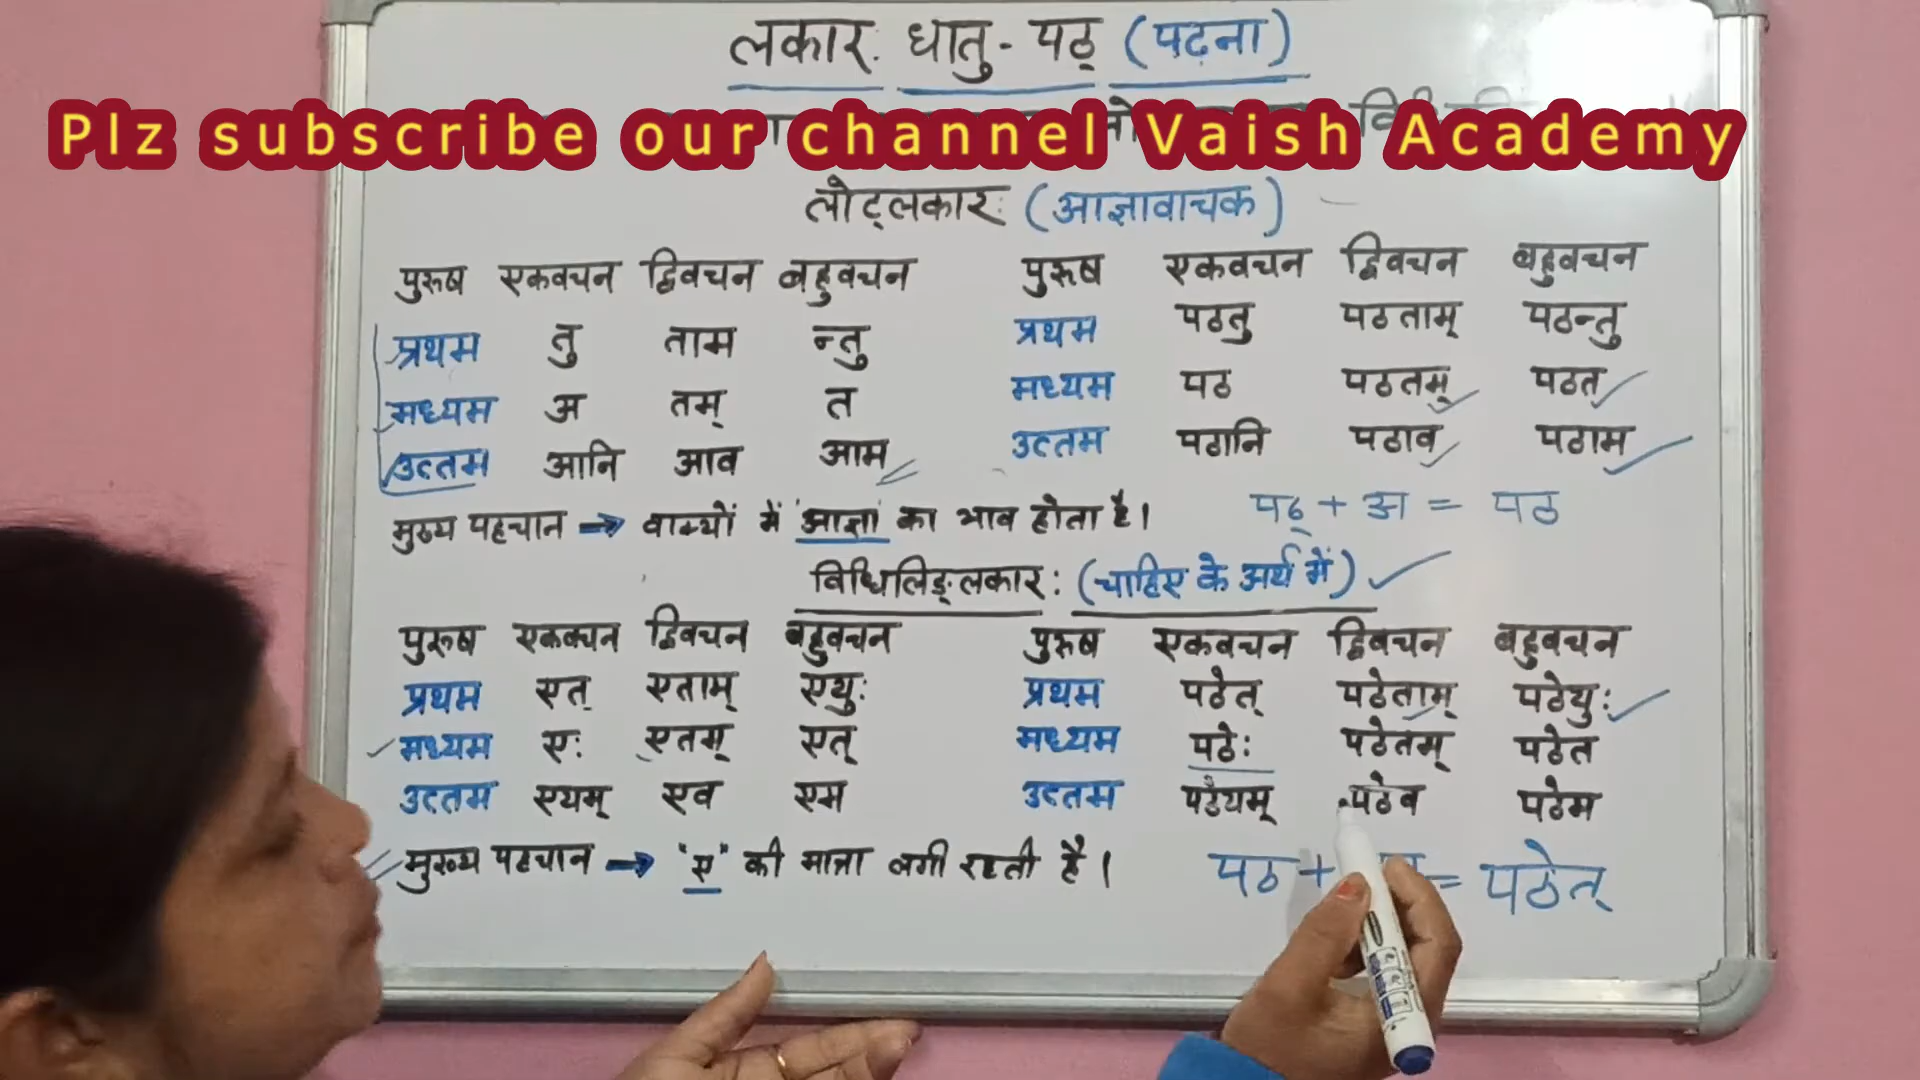 लकारः धातु - पठ् (पढ़ना)
Plz subscribe our channel Vaish Academy
लोट्लकारः (आज्ञावाचक)
पुरूष एकवचन द्विवचन बहुवचन
प्रथम तु ताम न्तु
मध्यम अ तम् त
उत्तम आनि आव आम
पुरूष एकवचन द्विवचन बहुवचन
प्रथम पठतु पठताम् पठन्तु
मध्यम पठ पठतम् पठत
उत्तम पठानि पठाव पठाम
मुख्य पहचान → वाक्यों में 'आज्ञा' का भाव होता है।
पठ् + अ = पठ
विधिलिङ्लकारः (चाहिए के अर्थ में)
पुरूष एकवचन द्विवचन बहुवचन
प्रथम एत् एताम् एयुः
मध्यम एः एतम् एत्
उत्तम एयम् एव एम
पुरूष एकवचन द्विवचन बहुवचन
प्रथम पठेत् पठेताम् पठेयुः
मध्यम पठेः पठेतम् पठेत
उत्तम पठेयम् पठेव पठेम
मुख्य पहचान → "ए" की मात्रा लगी रहती है।
पठ + = पठेत्